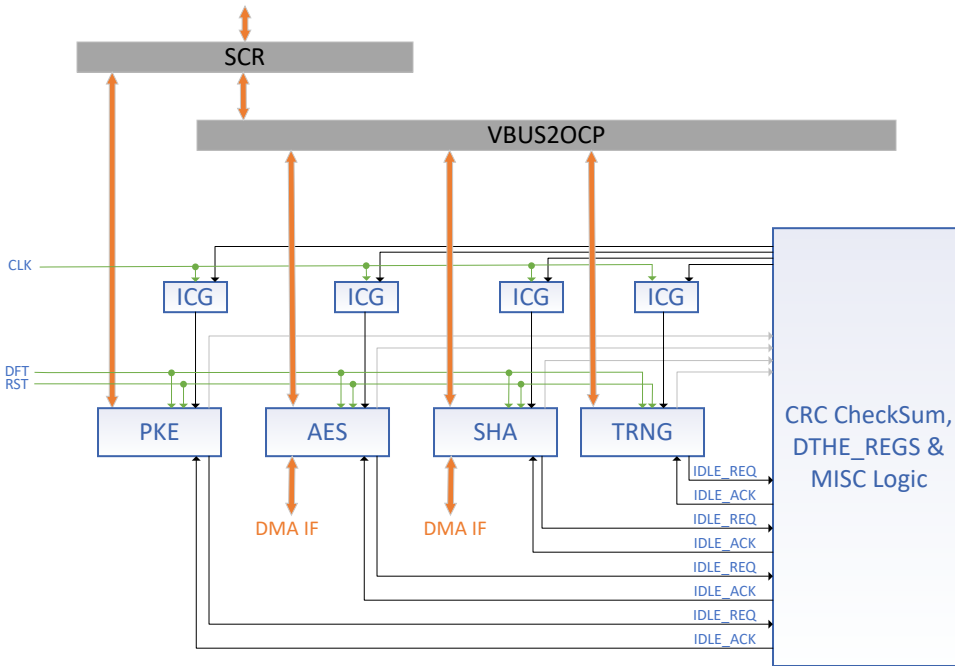 SCR
VBUS2OCP
CLK
ICG
ICG
ICG
ICG
DFT
RST
PKE
AES
SHA
TRNG
CRC CheckSum,
DTHE_REGS &
MISC Logic
IDLE_REQ
IDLE_ACK
DMA IF
DMA IF
IDLE_REQ
IDLE_ACK
IDLE_REQ
IDLE_ACK
IDLE_REQ
IDLE_ACK